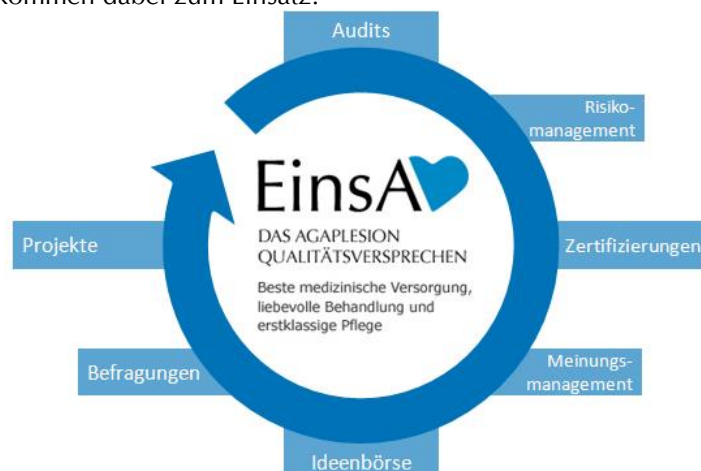 kommen dabei zum Einsatz:
Audits
Risiko-
management
EinsA
DAS AGAPLESION
QUALITÄTSVERSPRECHEN
Beste medizinische Versorgung,
liebevolle Behandlung und
erstklassige Pflege
Projekte
Zertifizierungen
Befragungen
Meinungs-
management
Ideenbörse